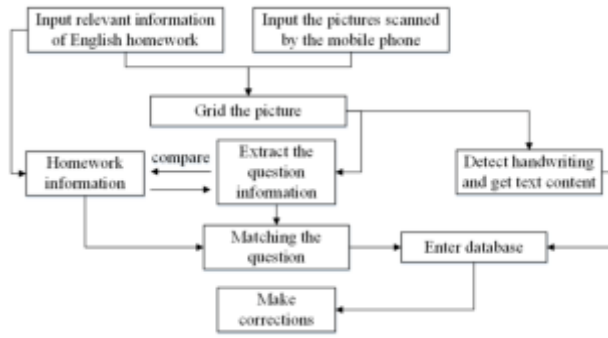 Input relevant information
of English homework
Input the pictures scanned
by the mobile phone
Grid the picture
Homework
information
compare
Extract the
question
information
Detect handwriting
and get text content
Matching the
question
Enter database
Make
corrections